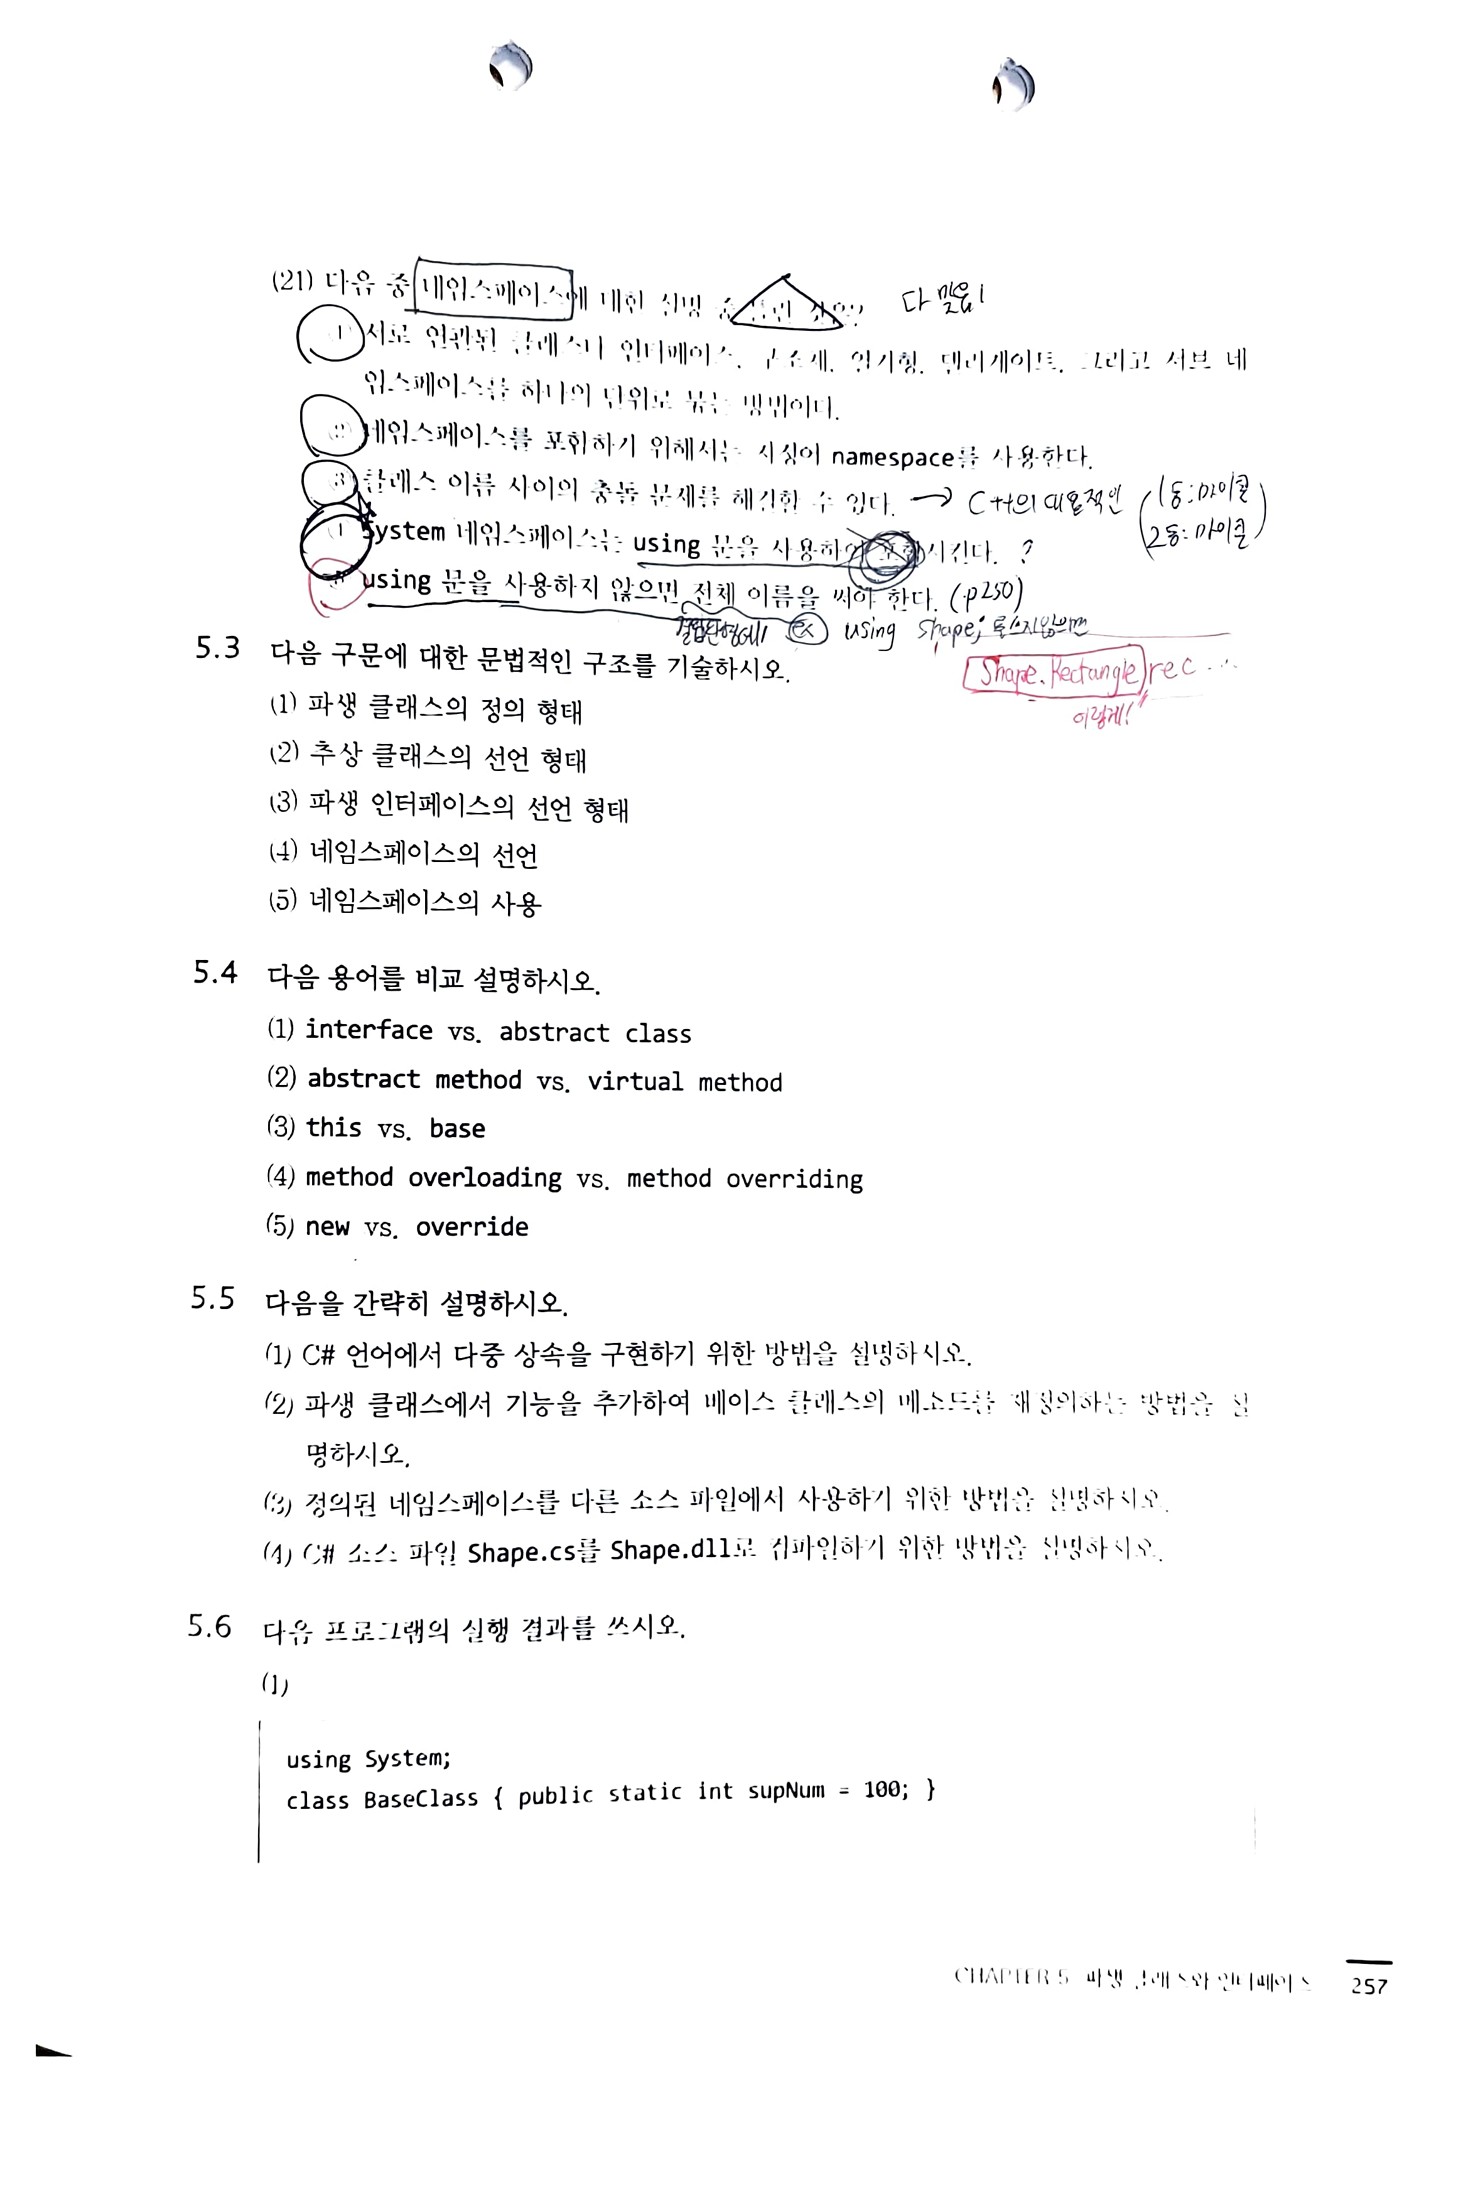 (21) 다음 중 네임스페이스에 대한 설명 중 틀린 것은? 다 맞음!
① 서로 연관된 클래스나 인터페이스, 구조체, 열거형, 델리게이트, 그리고 서브 네
임스페이스를 하나의 단위로 묶는 방법이다.
② 네임스페이스를 포함하기 위해서는 지정어 namespace를 사용한다.
③ 클래스 이름 사이의 충돌 문제를 해결할 수 있다. → C++의 대표적인 (1동:마이콜
2동:마이콜)
④ System 네임스페이스는 using 문을 사용하여 포함시킨다. ?
⑤ using 문을 사용하지 않으면 전체 이름을 써야 한다. (p250)
ex using Shape; 를 쓰지않으면
5.3 다음 구문에 대한 문법적인 구조를 기술하시오.
Shape.Rectangle rec ...
이렇게!
(1) 파생 클래스의 정의 형태
(2) 추상 클래스의 선언 형태
(3) 파생 인터페이스의 선언 형태
(4) 네임스페이스의 선언
(5) 네임스페이스의 사용
5.4 다음 용어를 비교 설명하시오.
(1) interface vs. abstract class
(2) abstract method vs. virtual method
(3) this vs. base
(4) method overloading vs. method overriding
(5) new vs. override
5.5 다음을 간략히 설명하시오.
(1) C# 언어에서 다중 상속을 구현하기 위한 방법을 설명하시오.
(2) 파생 클래스에서 기능을 추가하여 베이스 클래스의 메소드를 재정의하는 방법을 설
명하시오.
(3) 정의된 네임스페이스를 다른 소스 파일에서 사용하기 위한 방법을 설명하시오.
(4) C# 소스 파일 Shape.cs를 Shape.dll로 컴파일하기 위한 방법을 설명하시오.
5.6 다음 프로그램의 실행 결과를 쓰시오.
(1)
using System;
class BaseClass { public static int supNum = 100; }
CHAPTER 5 파생 클래스와 인터페이스 257